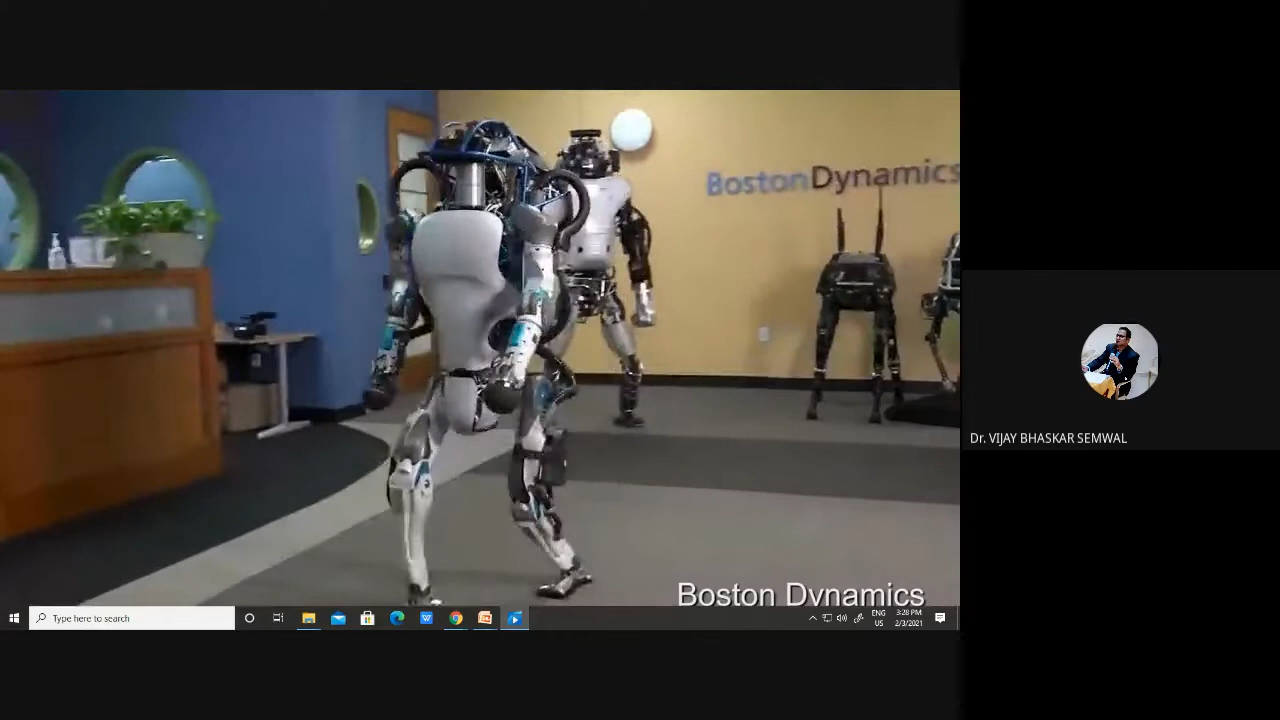 BostonDynamics
Boston Dynamics
Type here to search
ENG
US
3:28 PM
2/3/2021
Dr. VIJAY BHASKAR SEMWAL